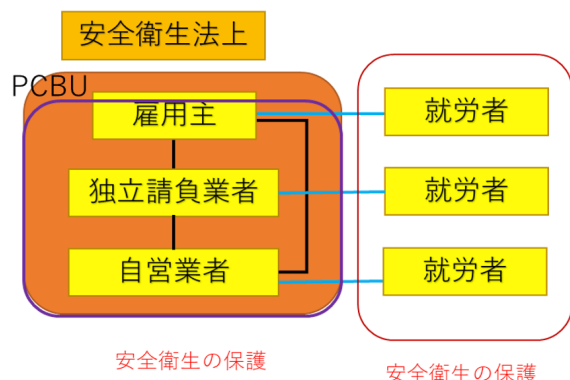 安全衛生法上
PCBU
雇用主
就労者
独立請負業者
就労者
自営業者
就労者
安全衛生の保護
安全衛生の保護